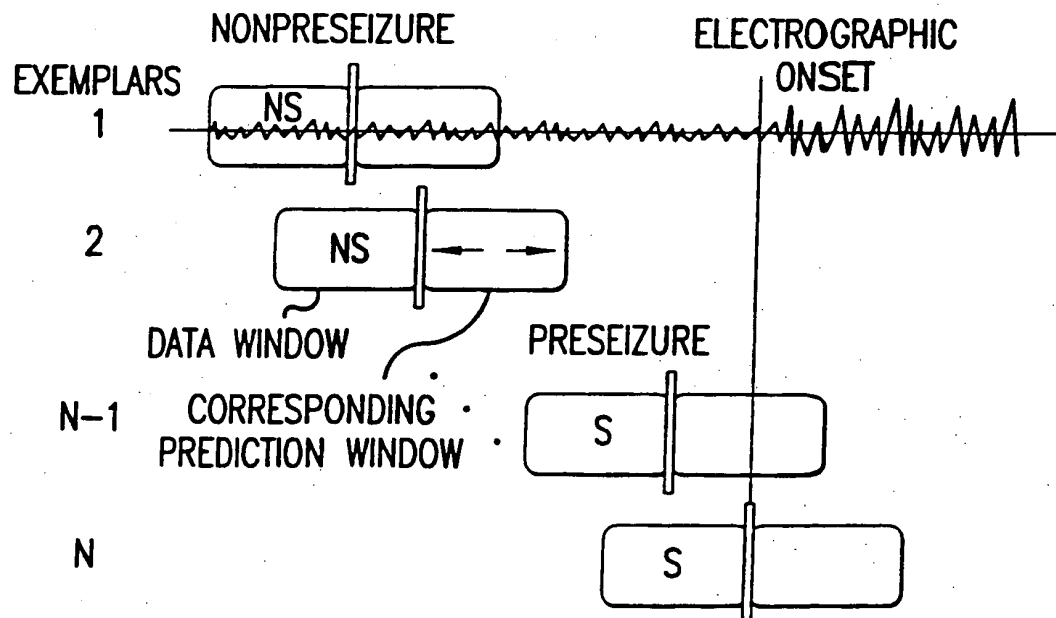 NONPRESEIZURE
ELECTROGRAPHIC
ONSET
EXEMPLARS
1
NS
2
NS
DATA WINDOW
PRESEIZURE
N-1
CORRESPONDING
PREDICTION WINDOW
S
N
S